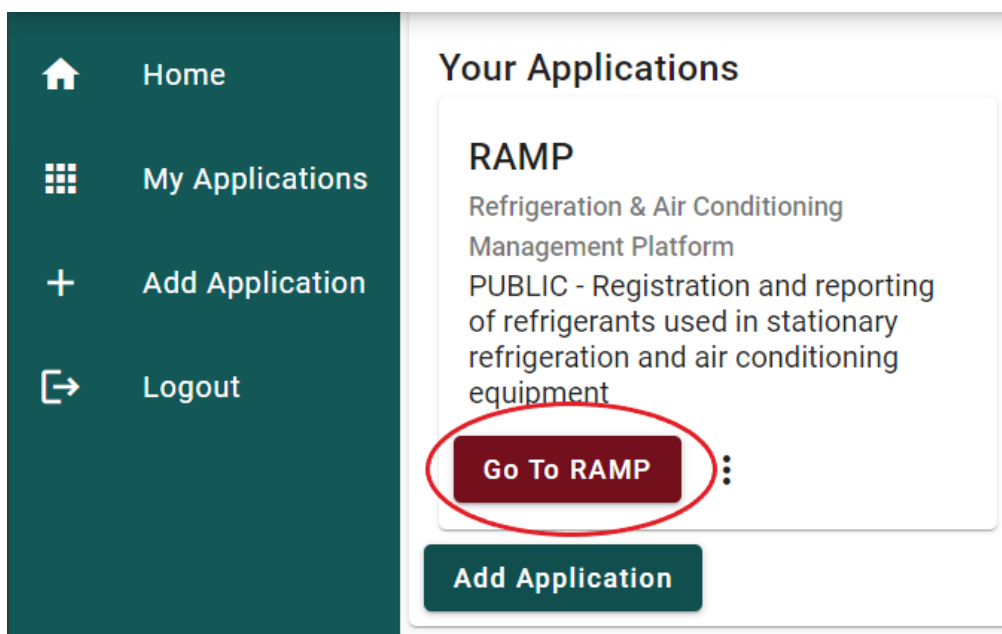 Home
My Applications
Add Application
Logout
Your Applications
RAMP
Refrigeration & Air Conditioning
Management Platform
PUBLIC - Registration and reporting
of refrigerants used in stationary
refrigeration and air conditioning
equipment
Go To RAMP
Add Application